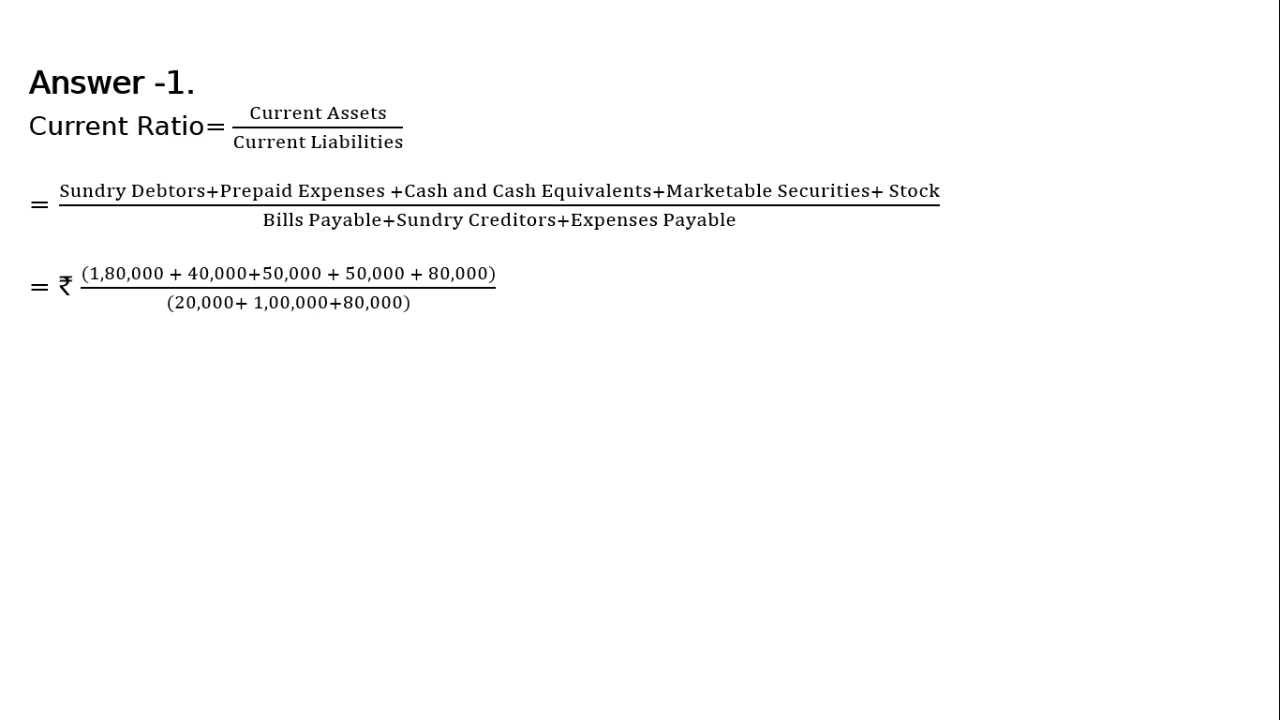 Answer -1.
Current Ratio= Current Assets
Current Liabilities
= Sundry Debtors+Prepaid Expenses +Cash and Cash Equivalents+Marketable Securities+ Stock
Bills Payable+Sundry Creditors+Expenses Payable
= ₹ (1,80,000 + 40,000+50,000 + 50,000 + 80,000)
(20,000+ 1,00,000+80,000)